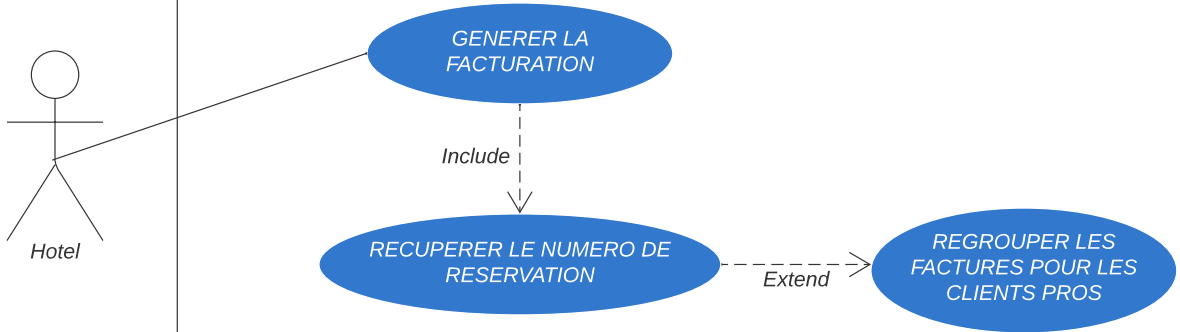 GENERER LA
FACTURATION
Include
Hotel
RECUPERER LE NUMERO DE
RESERVATION
Extend
REGROUPER LES
FACTURES POUR LES
CLIENTS PROS